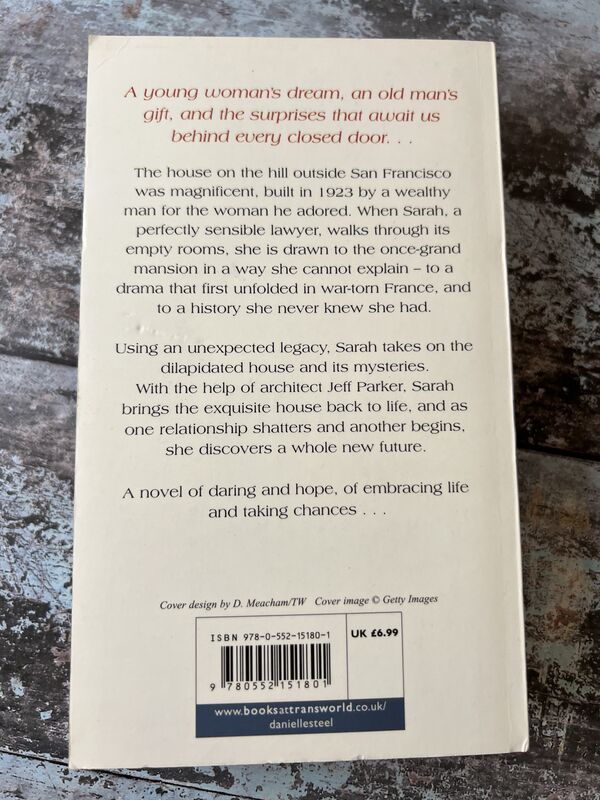 A young woman's dream, an old man's
gift, and the surprises that await us
behind every closed door. . .
The house on the hill outside San Francisco
was magnificent, built in 1923 by a wealthy
man for the woman he adored. When Sarah, a
perfectly sensible lawyer, walks through its
empty rooms, she is drawn to the once-grand
mansion in a way she cannot explain – to a
drama that first unfolded in war-torn France, and
to a history she never knew she had.
Using an unexpected legacy, Sarah takes on the
dilapidated house and its mysteries.
With the help of architect Jeff Parker, Sarah
brings the exquisite house back to life, and as
one relationship shatters and another begins,
she discovers a whole new future.
A novel of daring and hope, of embracing life
and taking chances . . .
Cover design by D. Meacham/TW Cover image © Getty Images
ISBN 978-0-552-15180-1
UK £6.99
9 780552 151801
www.booksattransworld.co.uk/
daniellesteel